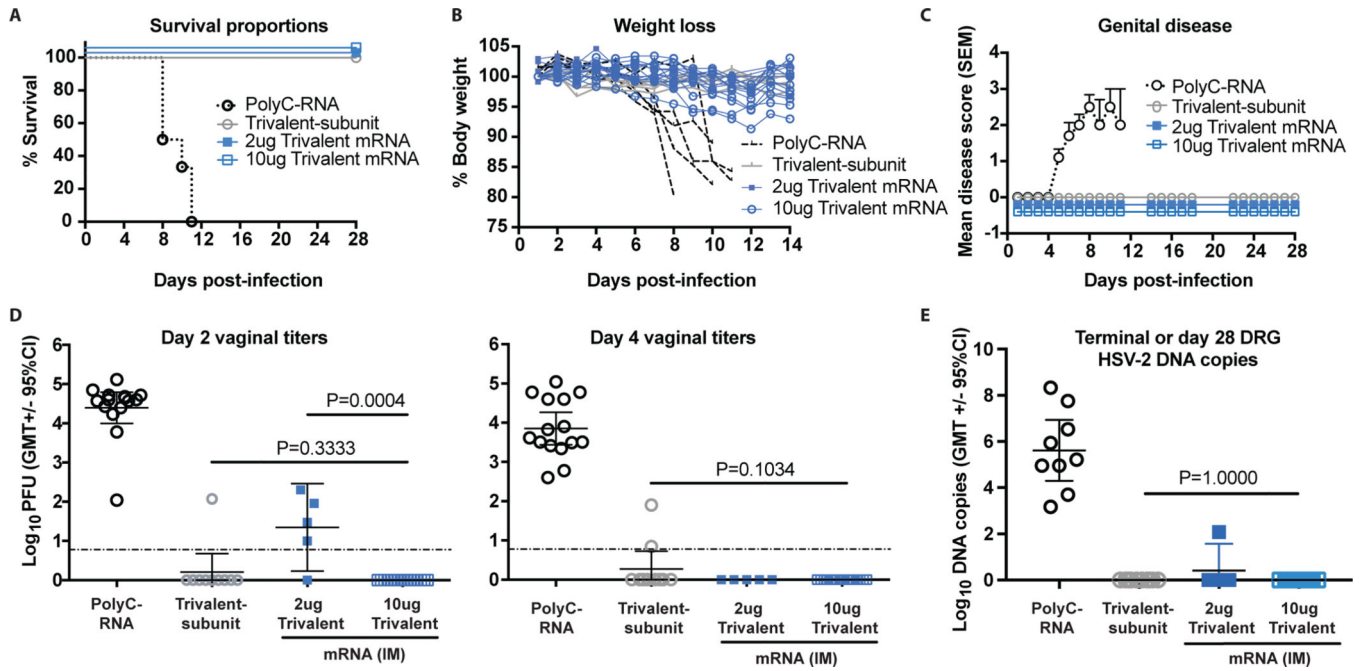 A
Survival proportions
% Survival
100
80
60
40
20
0
0 4 8 12 16 20 24 28
Days post-infection
PolyC-RNA
Trivalent-subunit
2ug Trivalent mRNA
10ug Trivalent mRNA
B
Weight loss
% Body weight
105
100
95
90
85
80
75
0 2 4 6 8 10 12 14
Days post-infection
PolyC-RNA
Trivalent-subunit
2ug Trivalent mRNA
10ug Trivalent mRNA
C
Genital disease
Mean disease score (SEM)
4
3
2
1
0
-1
0 4 8 12 16 20 24 28
Days post-infection
PolyC-RNA
Trivalent-subunit
2ug Trivalent mRNA
10ug Trivalent mRNA
D
Day 2 vaginal titers
Log10 PFU (GMT+/- 95%CI)
6
5
4
3
2
1
0
P=0.0004
P=0.3333
PolyC-
RNA
Trivalent-
subunit
2ug
Trivalent
10ug
Trivalent
mRNA (IM)
Day 4 vaginal titers
6
5
4
3
2
1
0
P=0.1034
PolyC-
RNA
Trivalent-
subunit
2ug
Trivalent
10ug
Trivalent
mRNA (IM)
E
Terminal or day 28 DRG
HSV-2 DNA copies
Log10 DNA copies (GMT +/- 95%CI)
10
8
6
4
2
0
P=1.0000
PolyC-
RNA
Trivalent-
subunit
2ug
Trivalent
10ug
Trivalent
mRNA (IM)